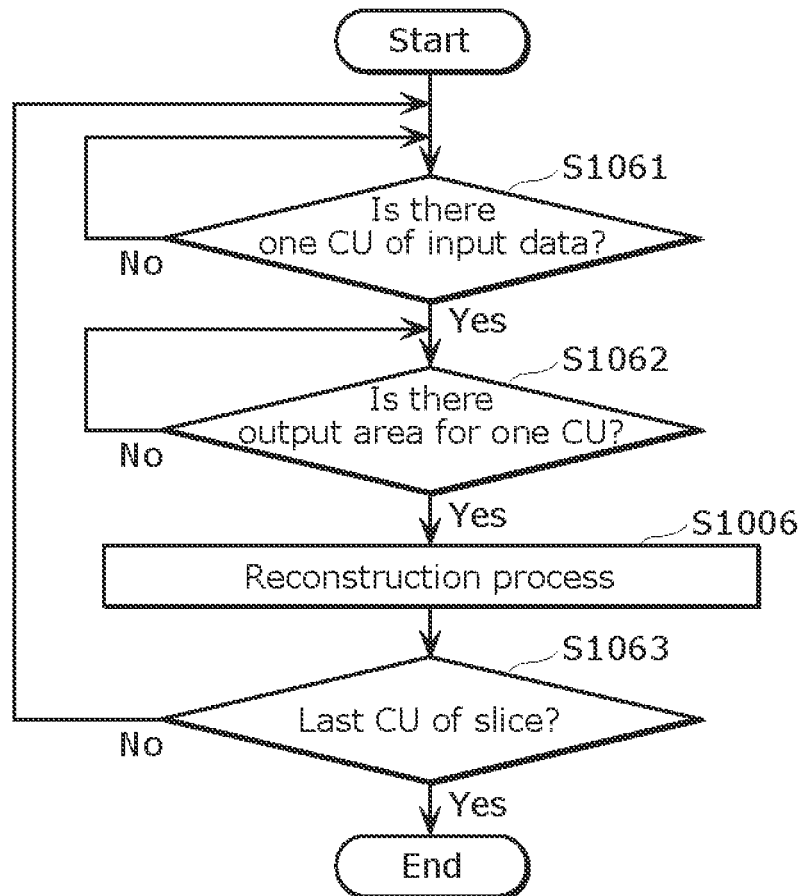 Start
S1061
Is there
one CU of input data?
No
Yes
S1062
Is there
output area for one CU?
No
Yes
S1006
Reconstruction process
S1063
Last CU of slice?
No
Yes
End